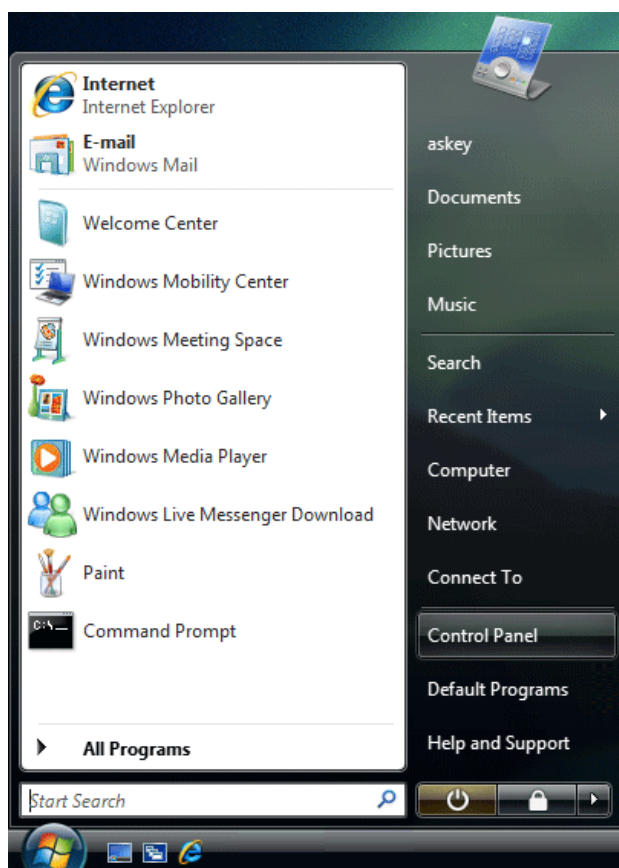 Internet
Internet Explorer
E-mail
Windows Mail
Welcome Center
Windows Mobility Center
Windows Meeting Space
Windows Photo Gallery
Windows Media Player
Windows Live Messenger Download
Paint
C:\_
Command Prompt
All Programs
Start Search
askey
Documents
Pictures
Music
Search
Recent Items
Computer
Network
Connect To
Control Panel
Default Programs
Help and Support